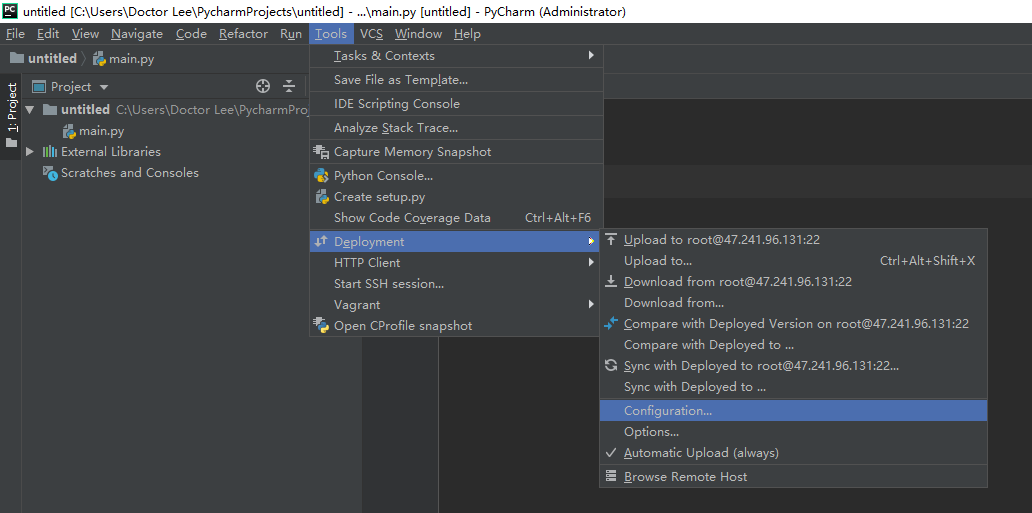 untitled [C:\Users\Doctor Lee\PycharmProjects\untitled] - ...\main.py [untitled] - PyCharm (Administrator)
File Edit View Navigate Code Refactor Run Tools VCS Window Help
untitled main.py
Project
1: Project
untitled C:\Users\Doctor Lee\PycharmProj
main.py
External Libraries
Scratches and Consoles
Tasks & Contexts
Save File as Template...
IDE Scripting Console
Analyze Stack Trace...
Capture Memory Snapshot
Python Console...
Create setup.py
Show Code Coverage Data Ctrl+Alt+F6
Deployment
HTTP Client
Start SSH session...
Vagrant
Open CProfile snapshot
Upload to root@47.241.96.131:22
Upload to... Ctrl+Alt+Shift+X
Download from root@47.241.96.131:22
Download from...
Compare with Deployed Version on root@47.241.96.131:22
Compare with Deployed to ...
Sync with Deployed to root@47.241.96.131:22...
Sync with Deployed to ...
Configuration...
Options...
Automatic Upload (always)
Browse Remote Host